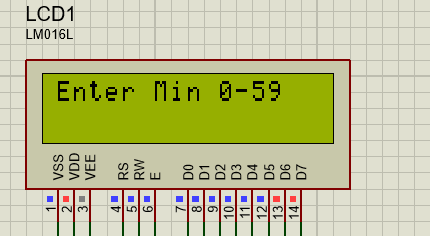 LCD1
LM016L
Enter Min 0-59
VSS
VDD
VEE
RS
RW
E
D0
D1
D2
D3
D4
D5
D6
D7
1
2
3
4
5
6
7
8
9
10
11
12
13
14